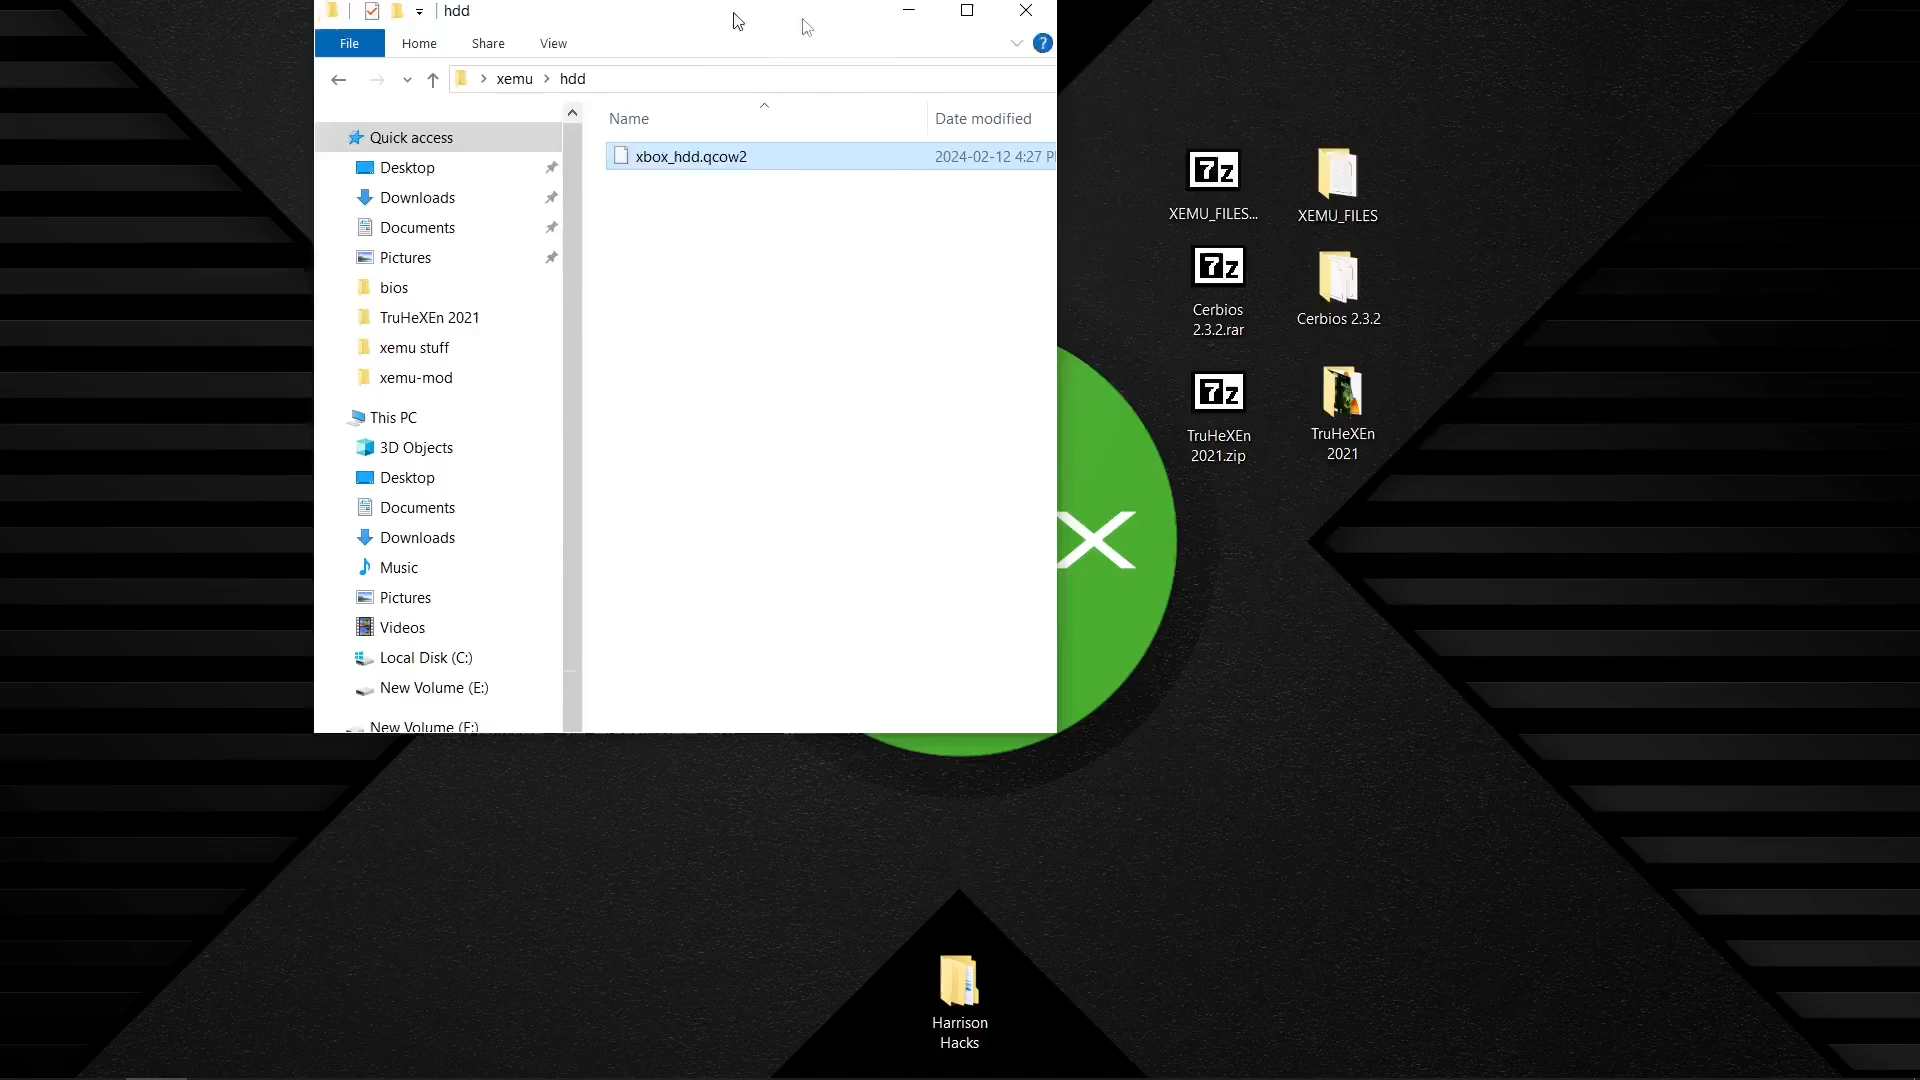 hdd
File
Home
Share
View
?
xemu
hdd
Name
Date modified
Quick access
xbox_hdd.qcow2
2024-02-12 4:27 P
Desktop
Downloads
Documents
Pictures
bios
TruHeXEn 2021
xemu stuff
xemu-mod
This PC
3D Objects
Desktop
Documents
Downloads
Music
Pictures
Videos
Local Disk (C:)
New Volume (E:)
New Volume (E:)
7z
XEMU_FILES...
XEMU_FILES
7z
Cerbios
2.3.2.rar
Cerbios 2.3.2
7z
TruHeXEn
2021.zip
TruHeXEn
2021
X
Harrison
Hacks